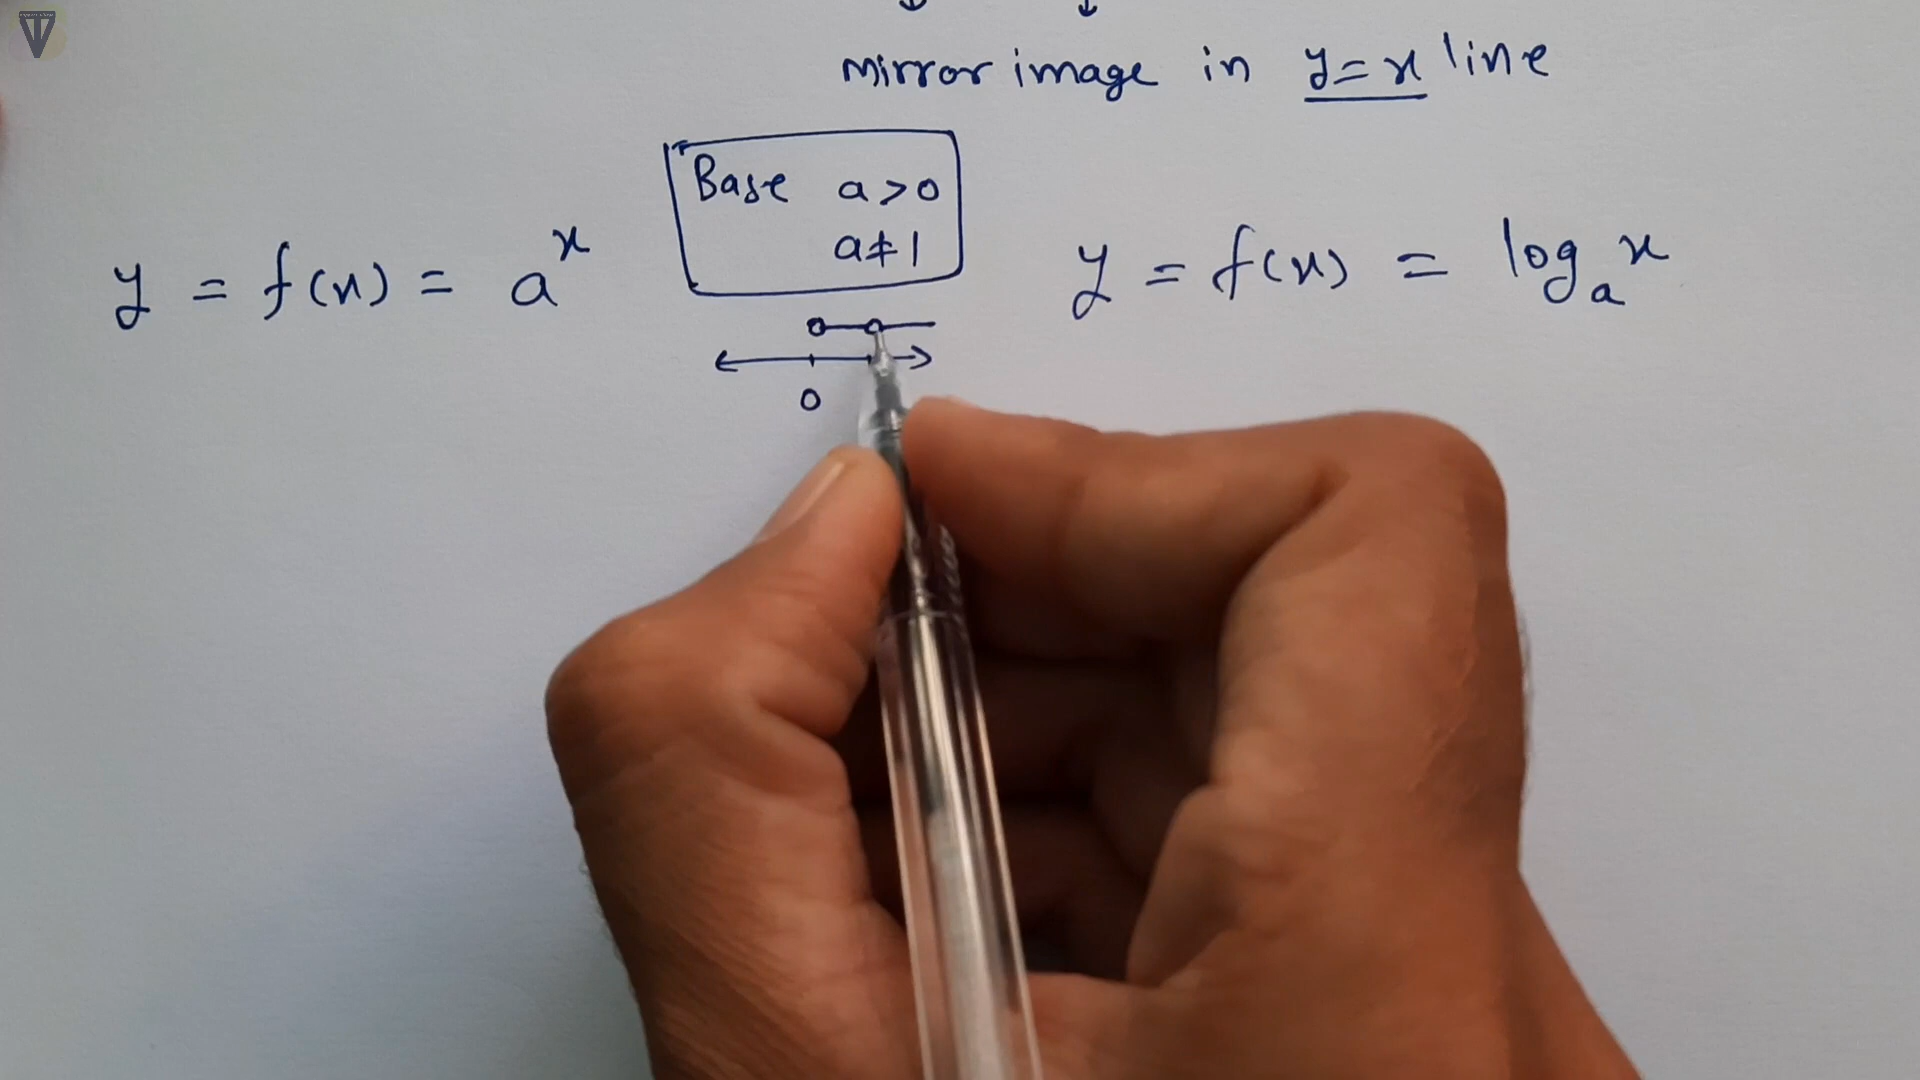 mirror image in y=x line
Base a>0
a≠1
y = f(x) = a^x
y = f(x) = log_a x
0